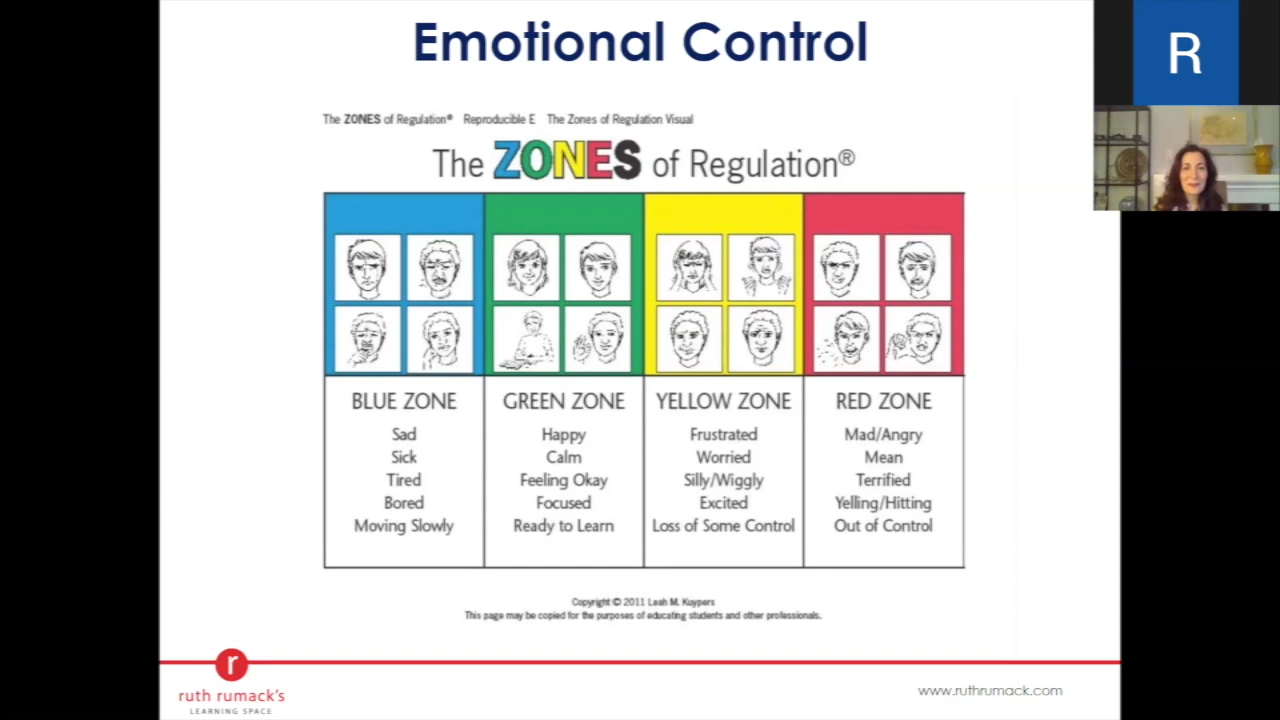 Emotional Control
R
The ZONES of Regulation® Reproducible E The Zones of Regulation Visual
The ZONES of Regulation®
BLUE ZONE
Sad
Sick
Tired
Bored
Moving Slowly
GREEN ZONE
Happy
Calm
Feeling Okay
Focused
Ready to Learn
YELLOW ZONE
Frustrated
Worried
Silly/Wiggly
Excited
Loss of Some Control
RED ZONE
Mad/Angry
Mean
Terrified
Yelling/Hitting
Out of Control
Copyright © 2011 Leah M. Kuypers
This page may be copied for the purposes of educating students and other professionals.
r
ruth rumack's
LEARNING SPACE
www.ruthrumack.com